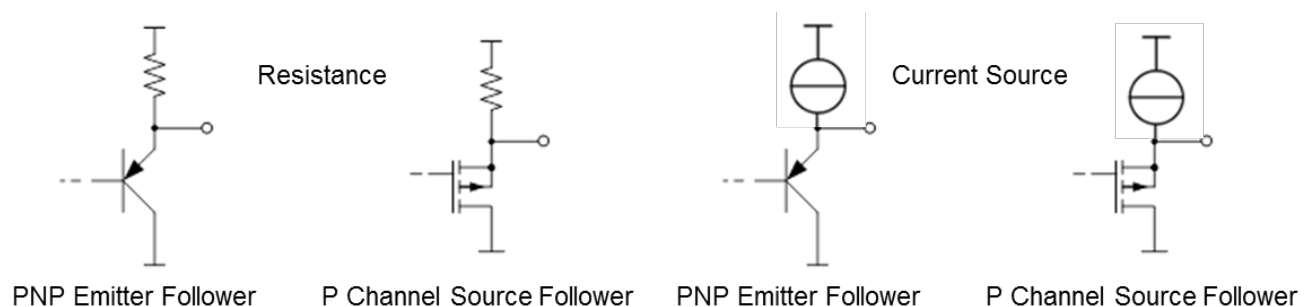 Resistance
Current Source
PNP Emitter Follower
P Channel Source Follower
PNP Emitter Follower
P Channel Source Follower